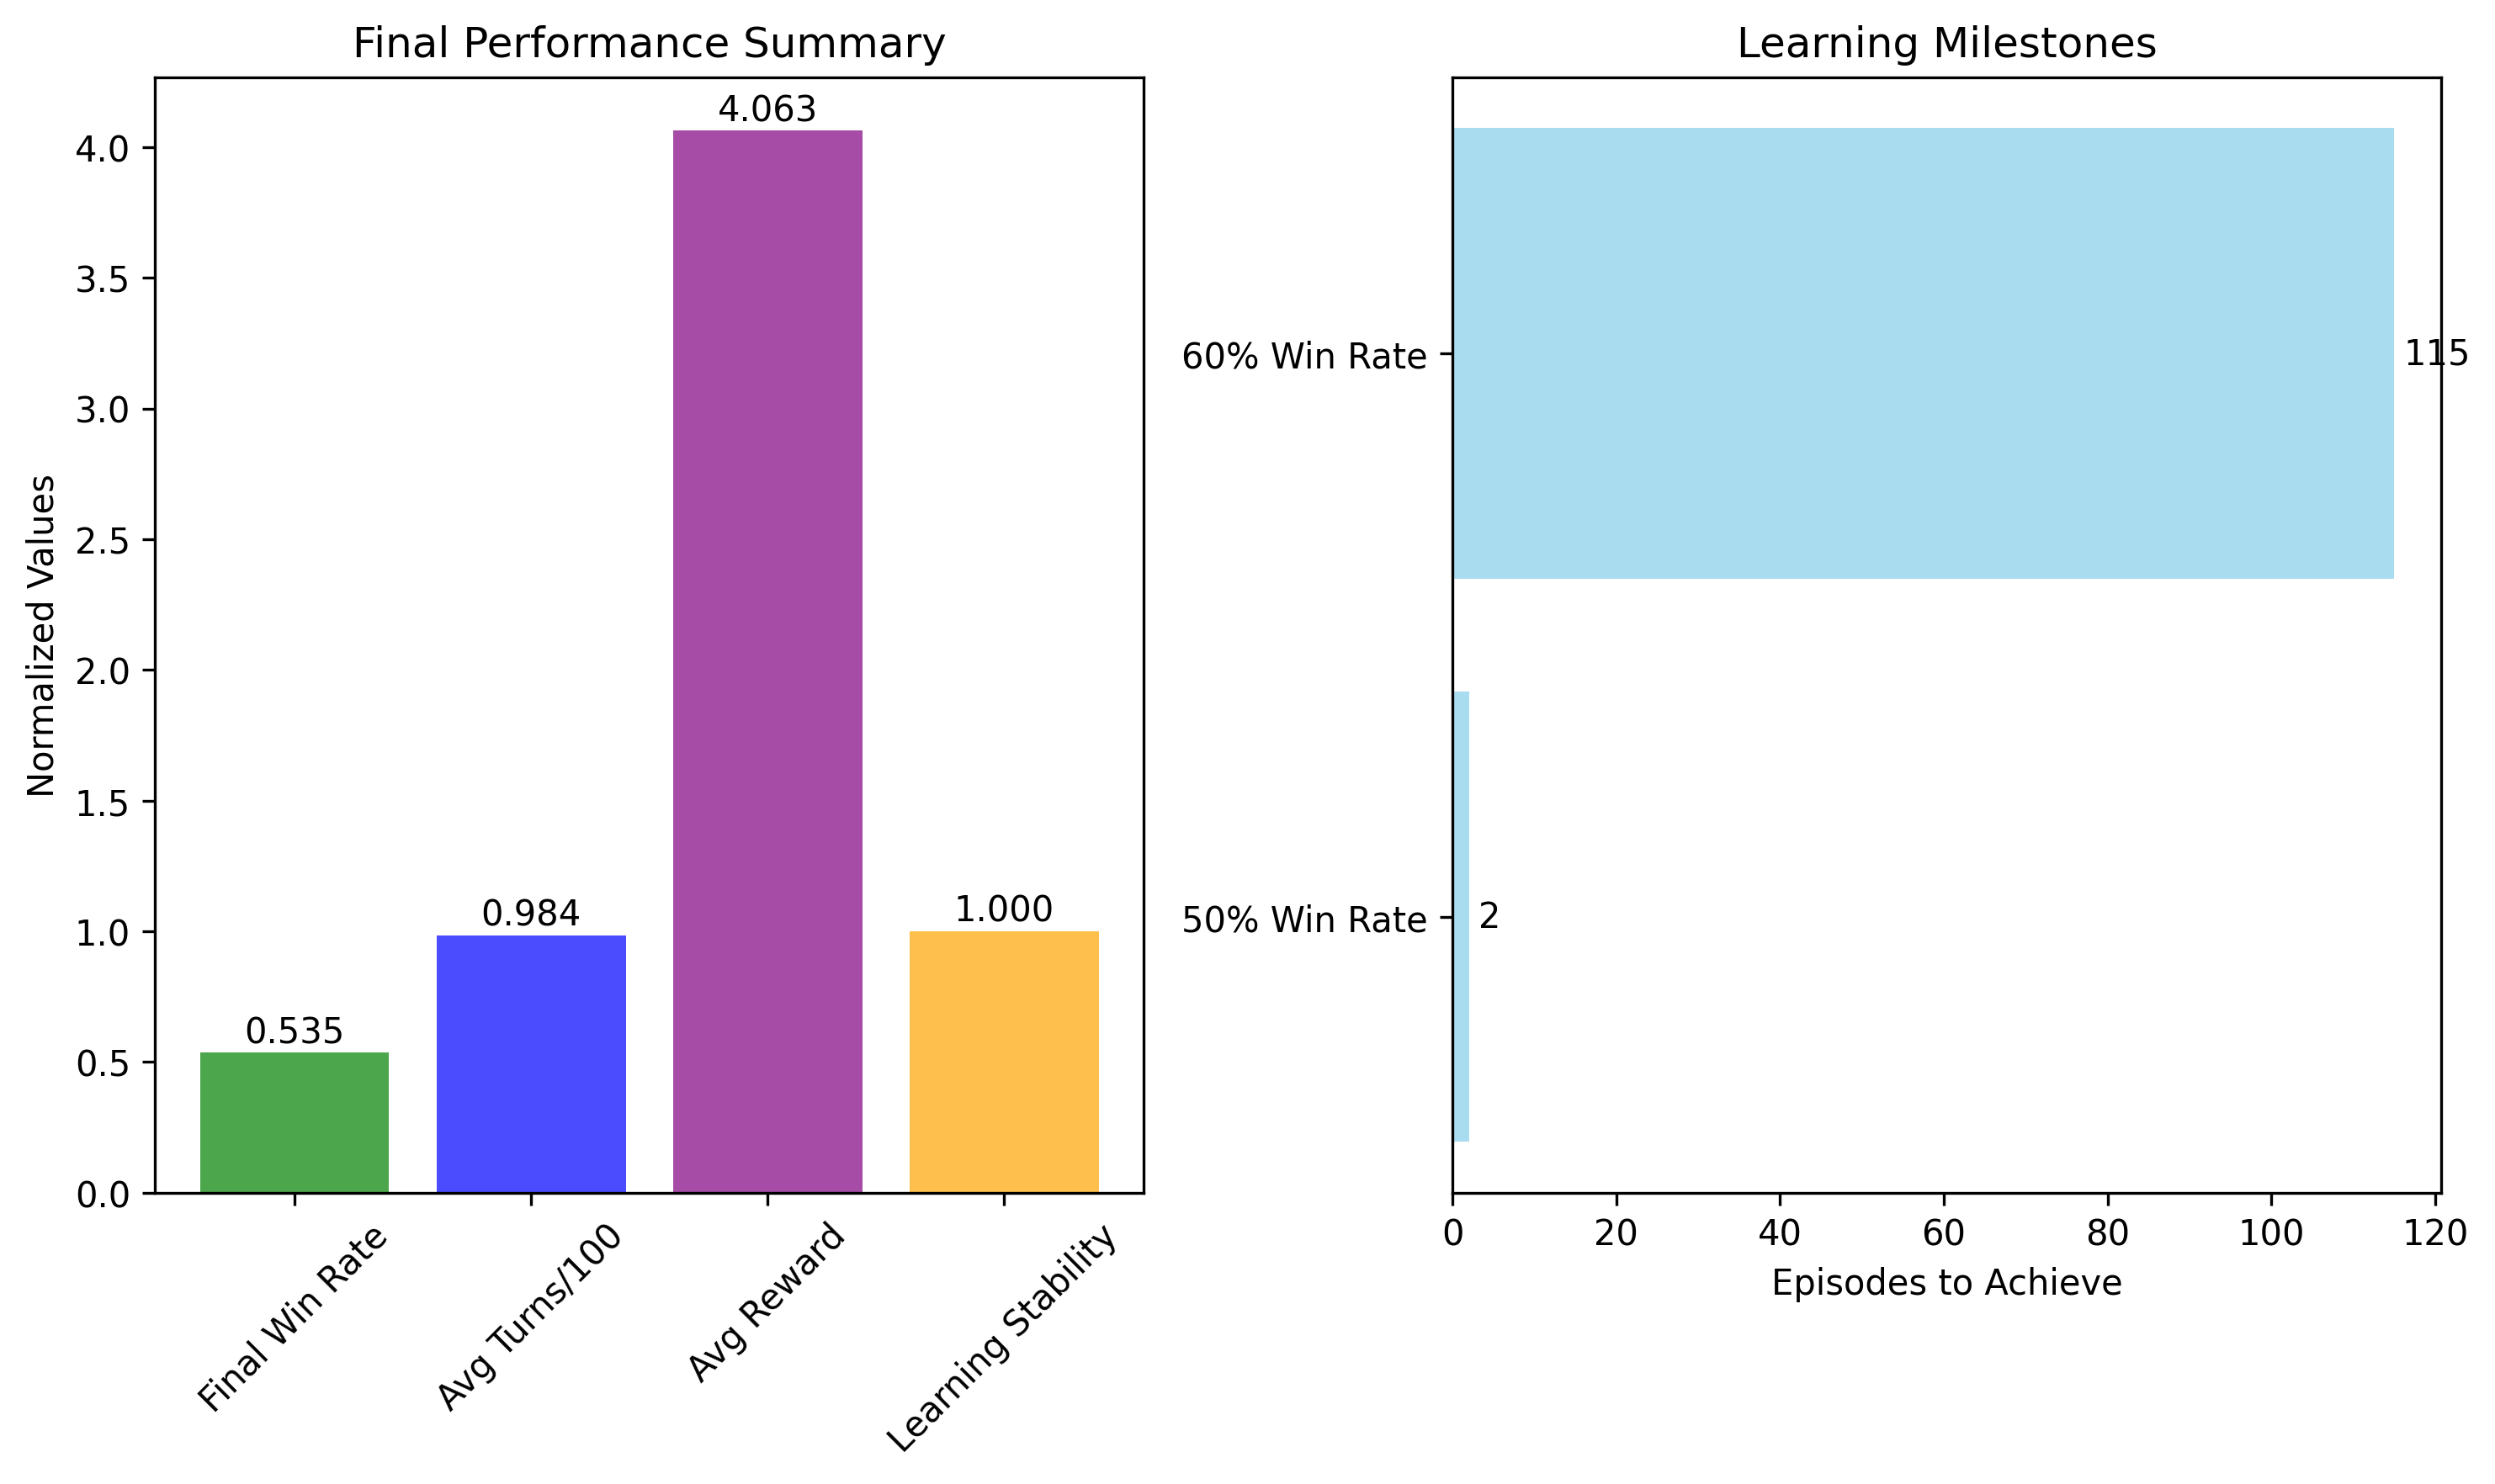 Final Performance Summary
Normalized Values
4.0
3.5
3.0
2.5
2.0
1.5
1.0
0.5
0.0
0.535
0.984
4.063
1.000
Final Win Rate
Avg Turns/100
Avg Reward
Learning Stability
Learning Milestones
60% Win Rate
50% Win Rate
115
2
0 20 40 60 80 100 120
Episodes to Achieve